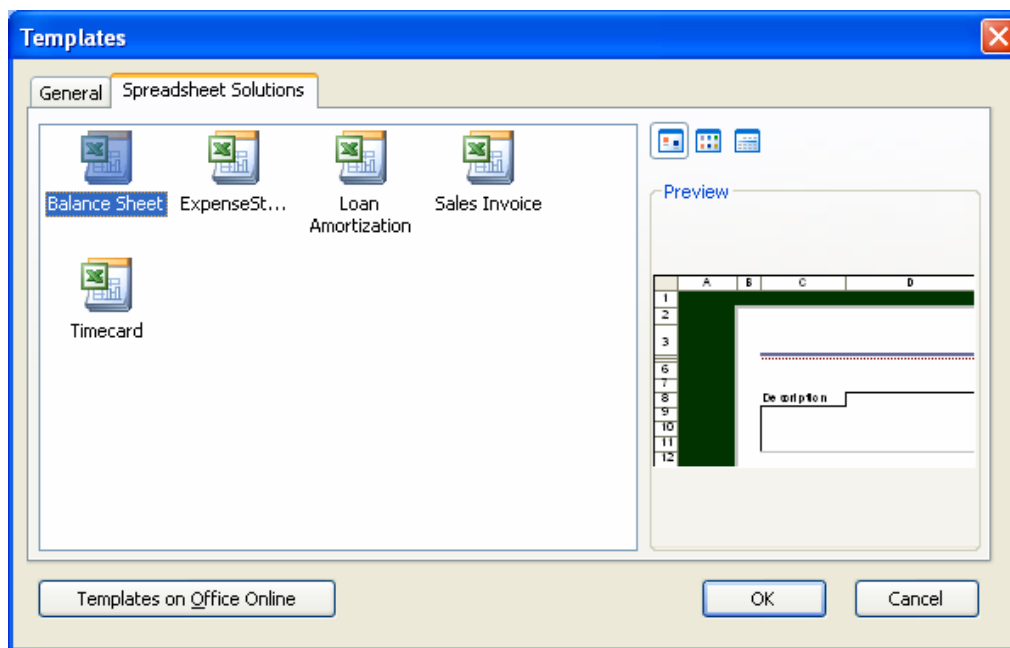 Templates
General
Spreadsheet Solutions
Balance Sheet
ExpenseSt...
Loan
Amortization
Sales Invoice
Timecard
Preview
A B C D
1
2
3
6
7
8
De
9
10
11
12
Templates on Office Online
OK
Cancel